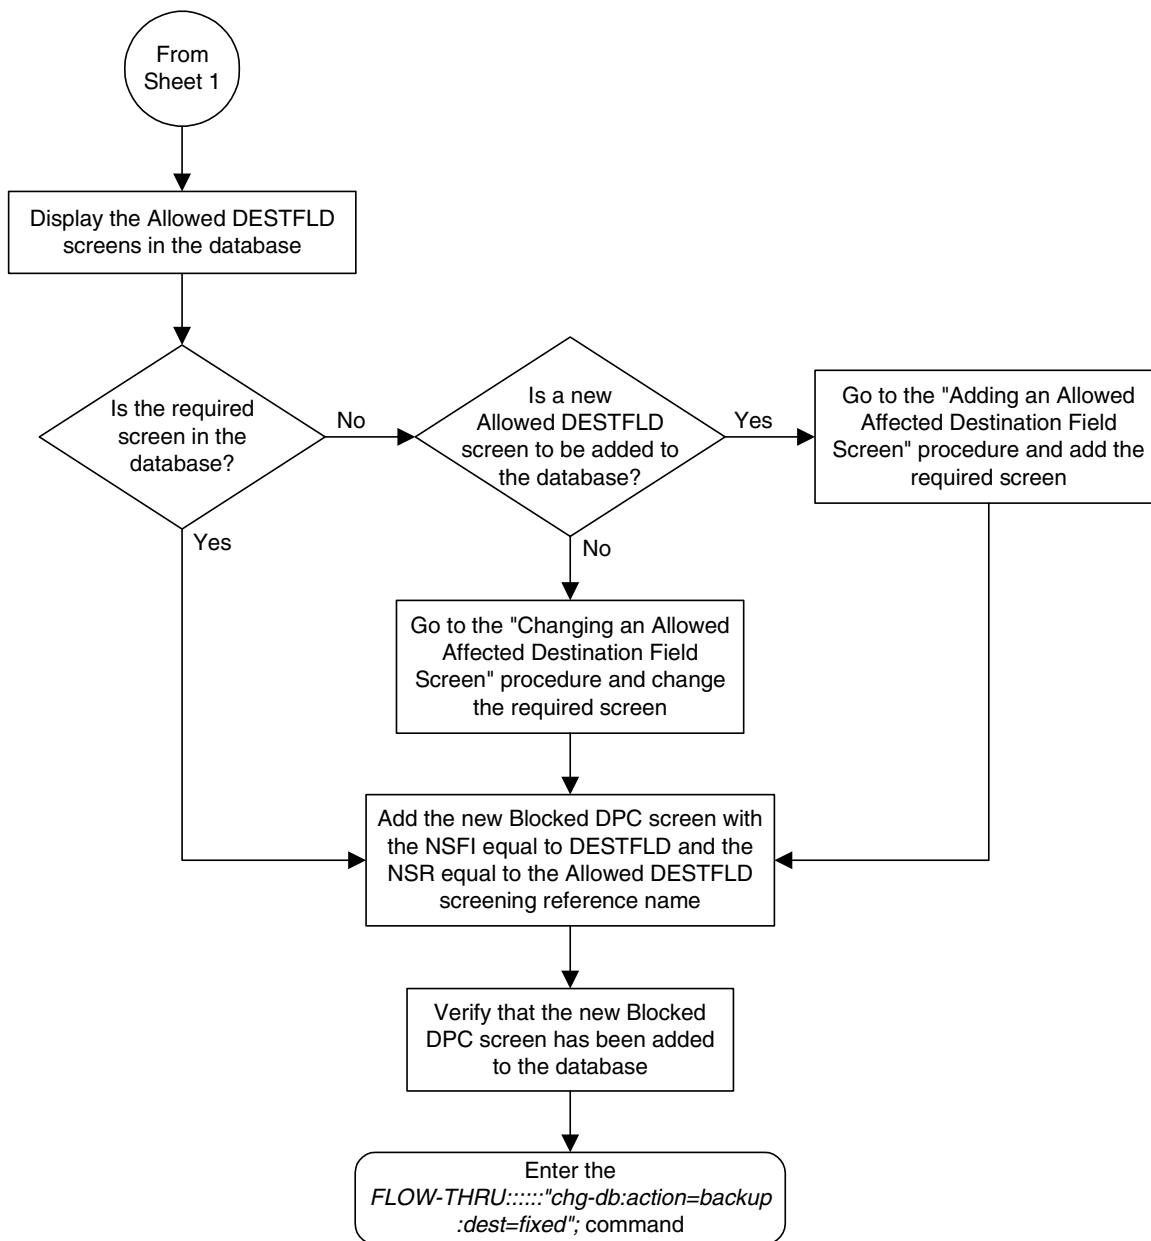 From
Sheet 1
Display the Allowed DESTFLD
screens in the database
Is the required
screen in the
database?
No
Yes
Is a new
Allowed DESTFLD
screen to be added to
the database?
Yes
No
Go to the "Adding an Allowed
Affected Destination Field
Screen" procedure and add the
required screen
Go to the "Changing an Allowed
Affected Destination Field
Screen" procedure and change
the required screen
Add the new Blocked DPC screen with
the NSFI equal to DESTFLD and the
NSR equal to the Allowed DESTFLD
screening reference name
Verify that the new Blocked
DPC screen has been added
to the database
Enter the
FLOW-THRU::::::"chg-db:action=backup
:dest=fixed"; command